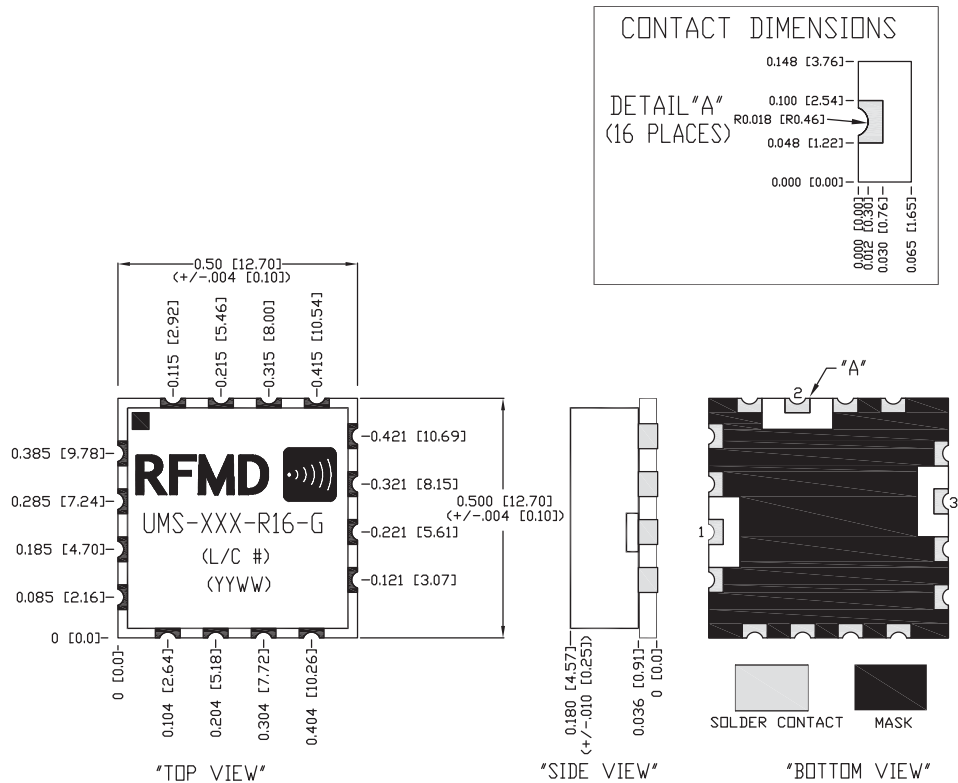 CONTACT DIMENSIONS
0.148 [3.76]
DETAIL"A"
(16 PLACES)
0.100 [2.54]
R0.018 [R0.46]
0.048 [1.22]
0.000 [0.00]
0.000 [0.00]
0.012 [0.30]
0.030 [0.76]
0.065 [1.65]
0.50 [12.70]
(+/-.004 [0.10])
0.115 [2.92]
0.215 [5.46]
0.315 [8.00]
0.415 [10.54]
0.385 [9.78]
0.285 [7.24]
0.185 [4.70]
0.085 [2.16]
0 [0.0]
RFMD
UMS-XXX-R16-G
(L/C #)
(YYWW)
0.421 [10.69]
0.321 [8.15]
0.221 [5.61]
0.121 [3.07]
0.500 [12.70]
(+/-.004 [0.10])
0 [0.0]
0.104 [2.64]
0.204 [5.18]
0.304 [7.72]
0.404 [10.26]
"TOP VIEW"
0.180 [4.57]
(+/-.010 [0.25])
0.036 [0.91]
0 [0.0]
"SIDE VIEW"
"A"
2
1
3
SOLDER CONTACT
MASK
"BOTTOM VIEW"